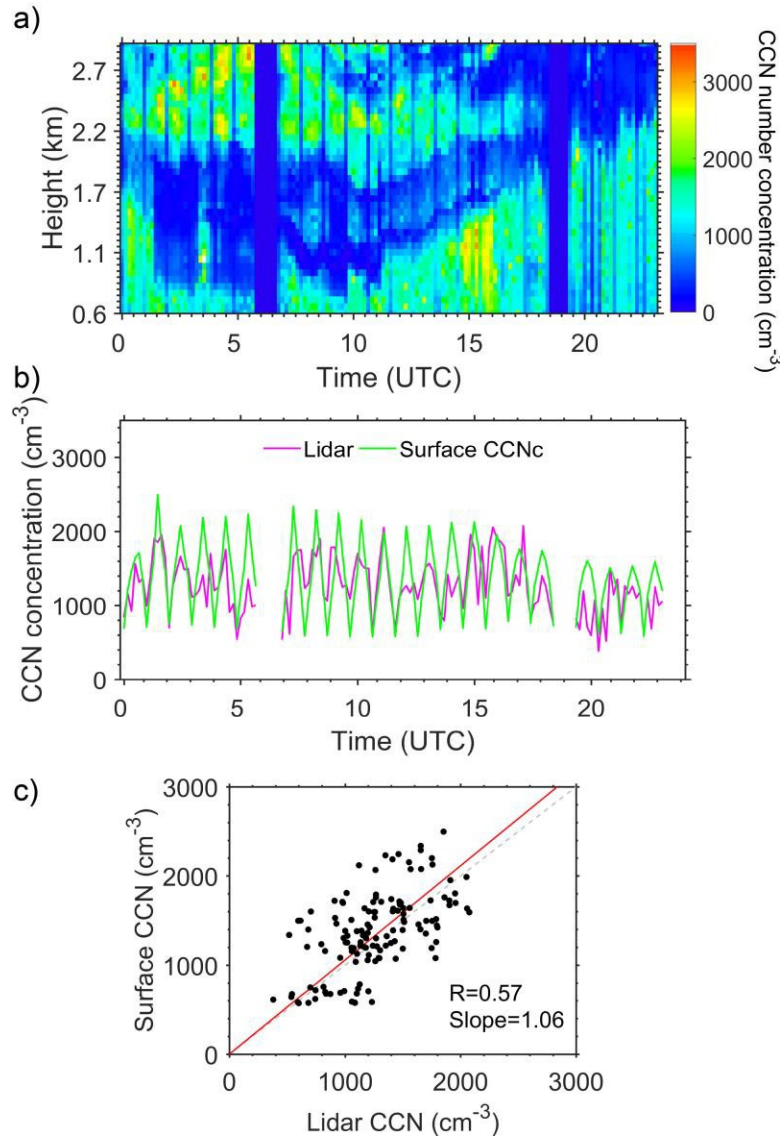 a)
2.7
2.2
1.7
1.1
0.6
Height (km)
0 5 10 15 20
Time (UTC)
3000
2000
1000
0
CCN number concentration (cm⁻³)
b)
Lidar Surface CCNc
3000
2000
1000
0
CCN concentration (cm⁻³)
0 5 10 15 20
Time (UTC)
c)
3000
2000
1000
0
Surface CCN (cm⁻³)
R=0.57
Slope=1.06
0 1000 2000 3000
Lidar CCN (cm⁻³)